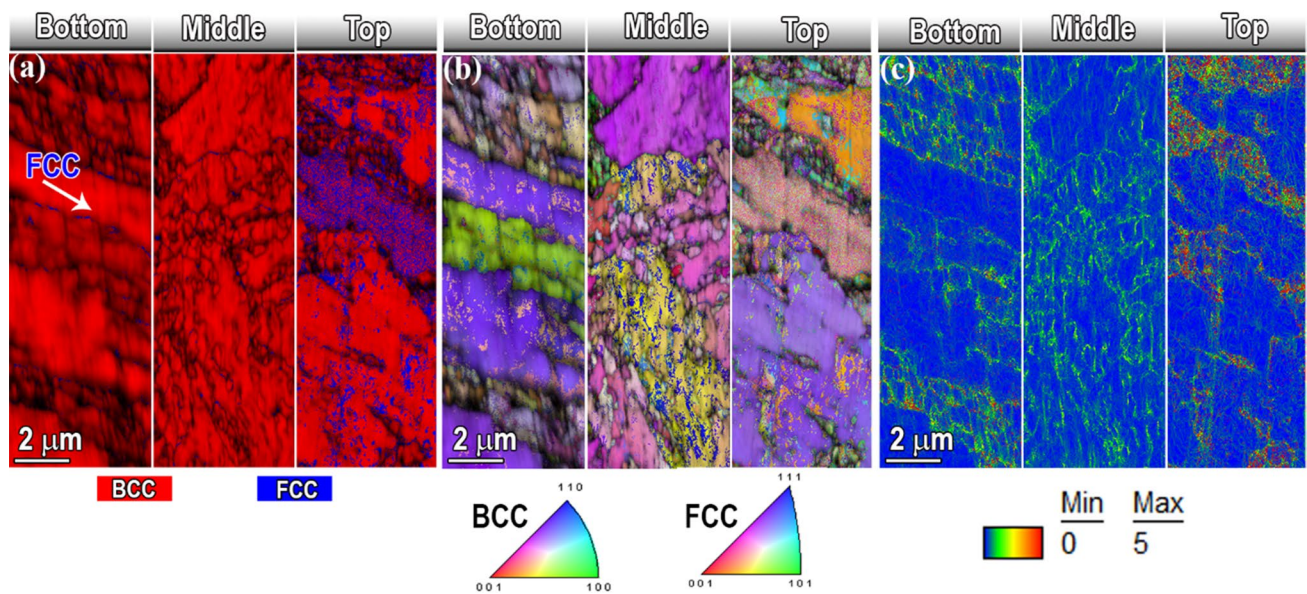 Bottom Middle Top Bottom Middle Top Bottom Middle Top
(a) (b) (c)
FCC
2 µm 2 µm 2 µm
BCC FCC
110 111
BCC FCC
001 100 001 101
Min Max
0 5